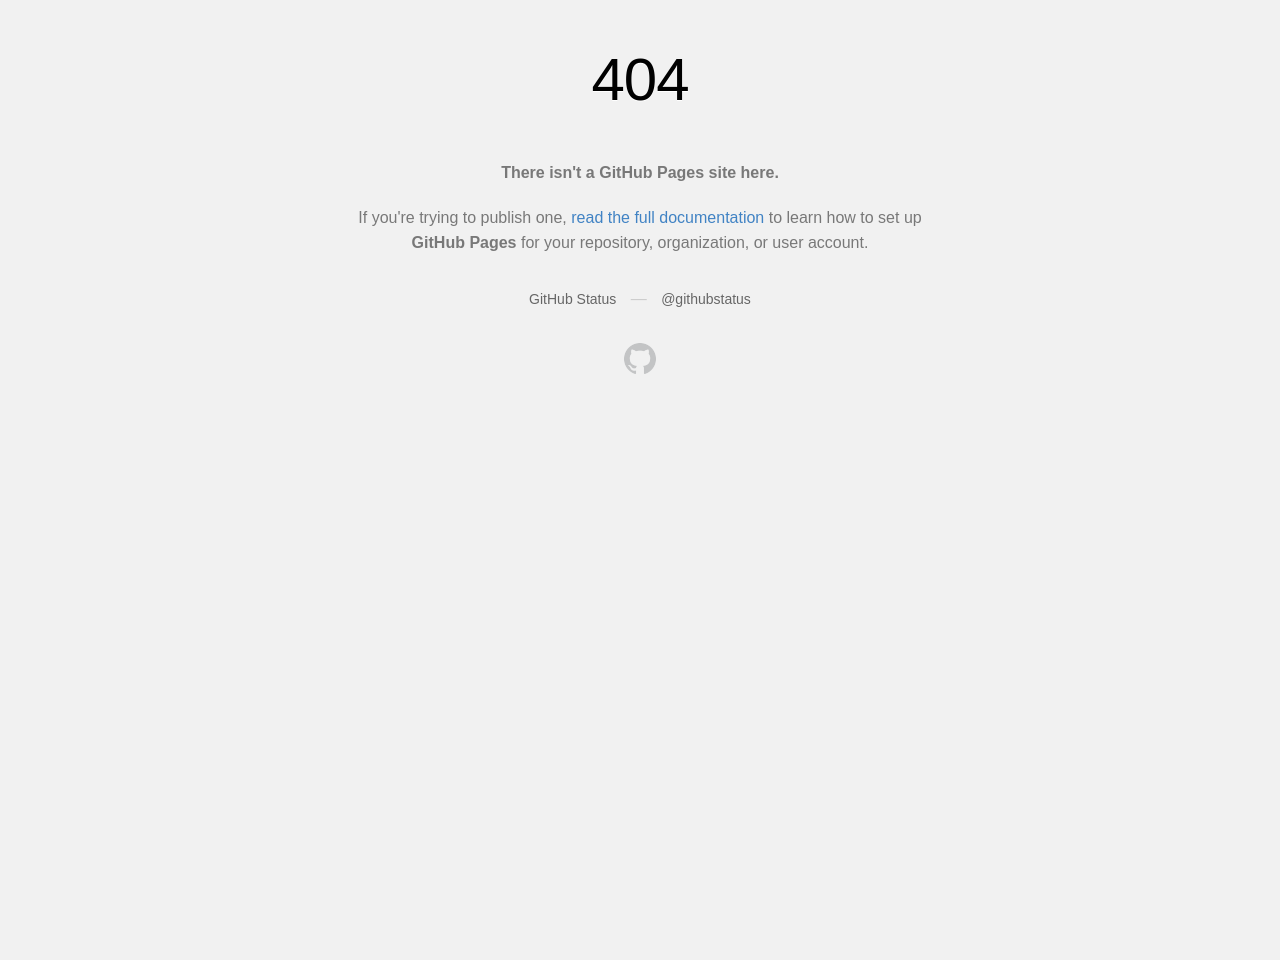 404
There isn't a GitHub Pages site here.
If you're trying to publish one, read the full documentation to learn how to set up
GitHub Pages for your repository, organization, or user account.
GitHub Status — @githubstatus